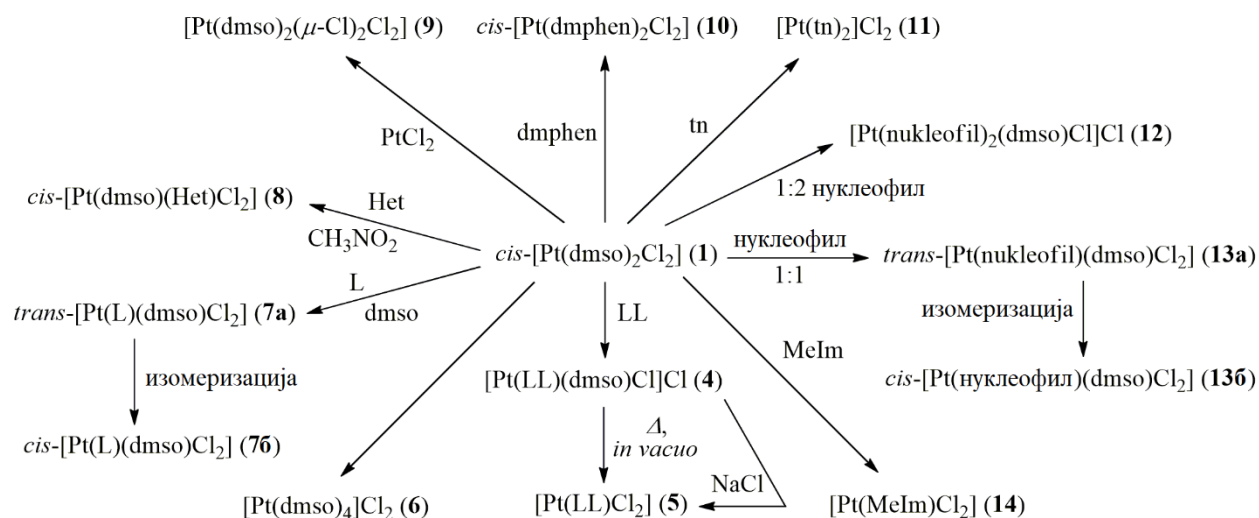 [Pt(dmso)₂(μ-Cl)₂Cl₂] (9)
cis-[Pt(dmphen)₂Cl₂] (10)
[Pt(tn)₂]Cl₂ (11)
PtCl₂
dmphen
tn
[Pt(nukleofil)₂(dmso)Cl]Cl (12)
1:2 нуклеофил
cis-[Pt(dmso)(Het)Cl₂] (8)
Het
CH₃NO₂
cis-[Pt(dmso)₂Cl₂] (1)
нуклеофил
1:1
trans-[Pt(nukleofil)(dmso)Cl₂] (13а)
L
dmso
trans-[Pt(L)(dmso)Cl₂] (7а)
LL
MeIm
изомеризација
изомеризација
[Pt(LL)(dmso)Cl]Cl (4)
cis-[Pt(нуклеофил)(dmso)Cl₂] (13б)
cis-[Pt(L)(dmso)Cl₂] (7б)
Δ,
in vacuo
NaCl
[Pt(dmso)₄]Cl₂ (6)
[Pt(LL)Cl₂] (5)
[Pt(MeIm)Cl₂] (14)